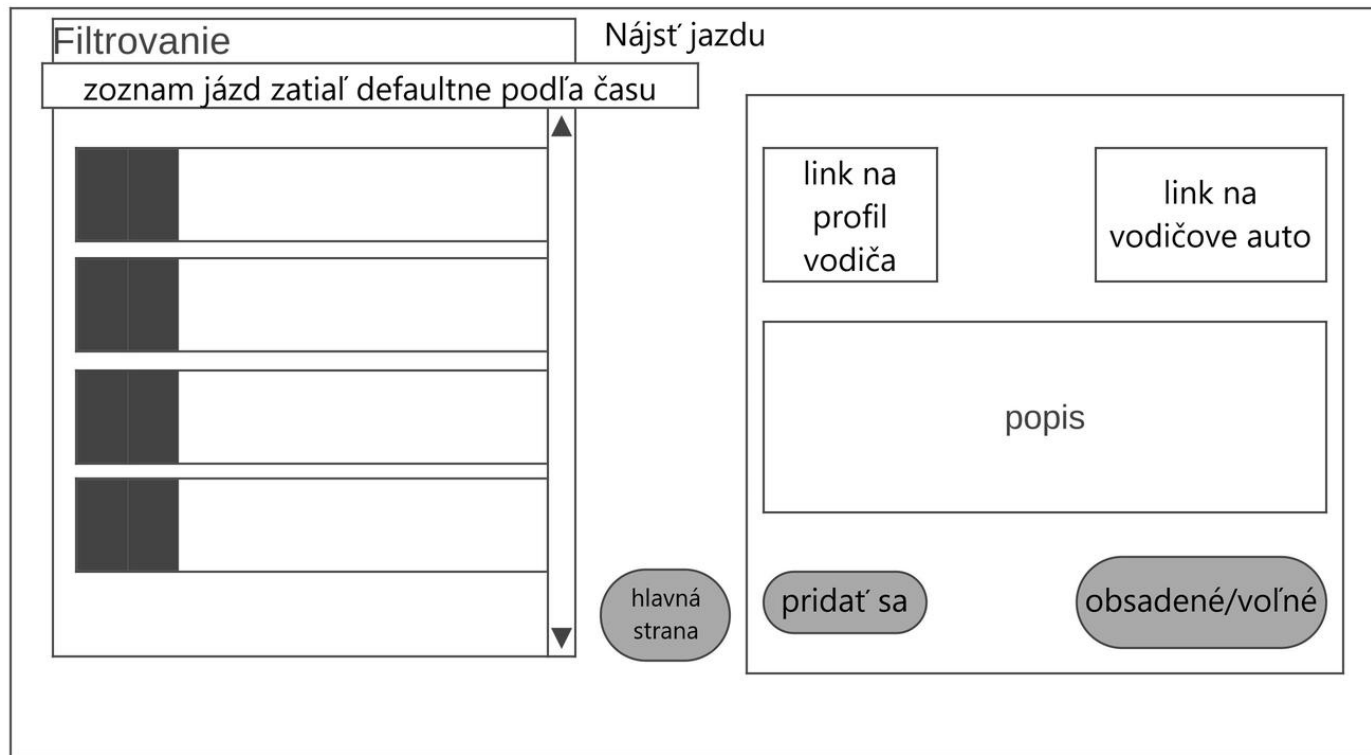 Filtrovanie
Nájsť jazdu
zoznam jázd zatiaľ defaultne podľa času
link na
profil
vodiča
link na
vodičove auto
popis
hlavná
strana
pridať sa
obsadené/voľné